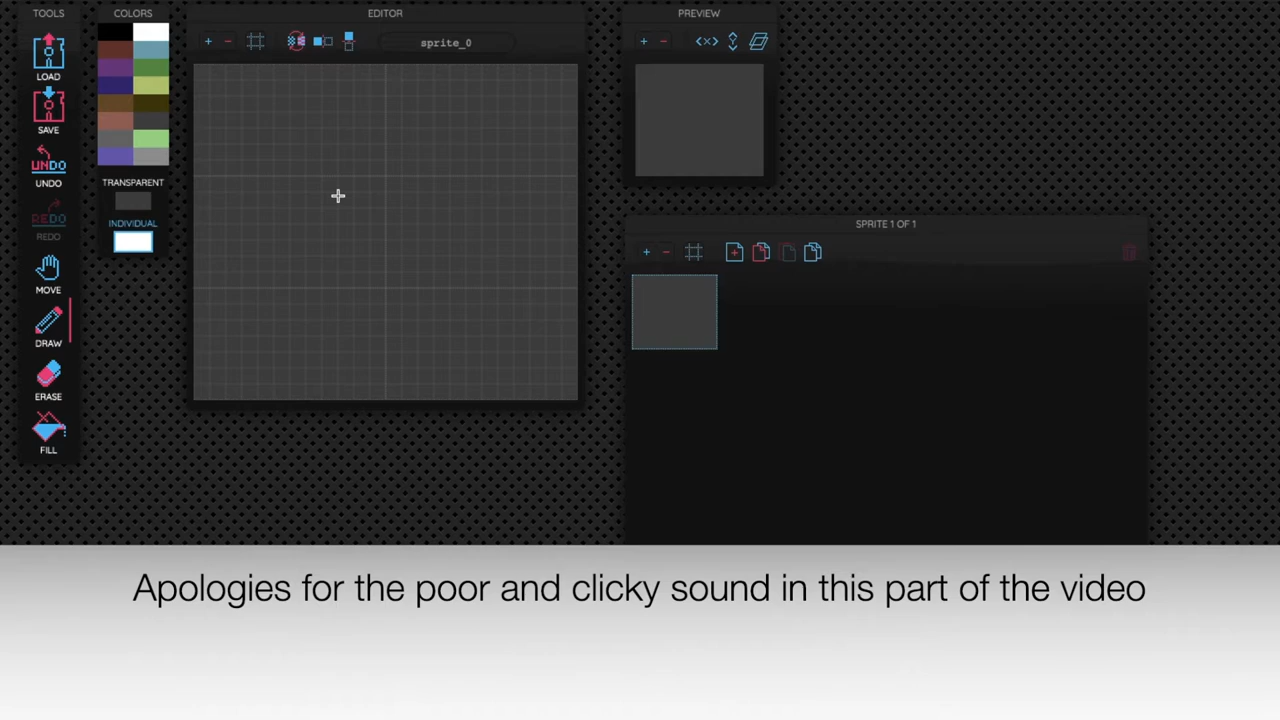 TOOLS
COLORS
EDITOR
PREVIEW
sprite_0
LOAD
SAVE
UNDO
UNDO
REDO
REDO
MOVE
DRAW
ERASE
FILL
TRANSPARENT
INDIVIDUAL
SPRITE 1 OF 1
Apologies for the poor and clicky sound in this part of the video